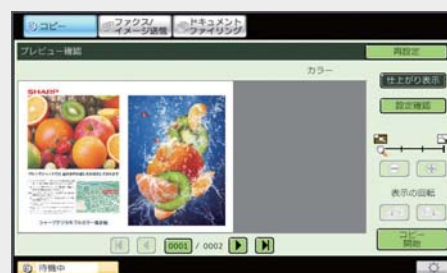 コピー
ファクス/
イメージ送信
ドキュメント
ファイリング
プレビュー確認
再設定
カラー
仕上がり表示
設定確認
SHARP
表示の回転
0001 / 0002
コピー
開始
待機中